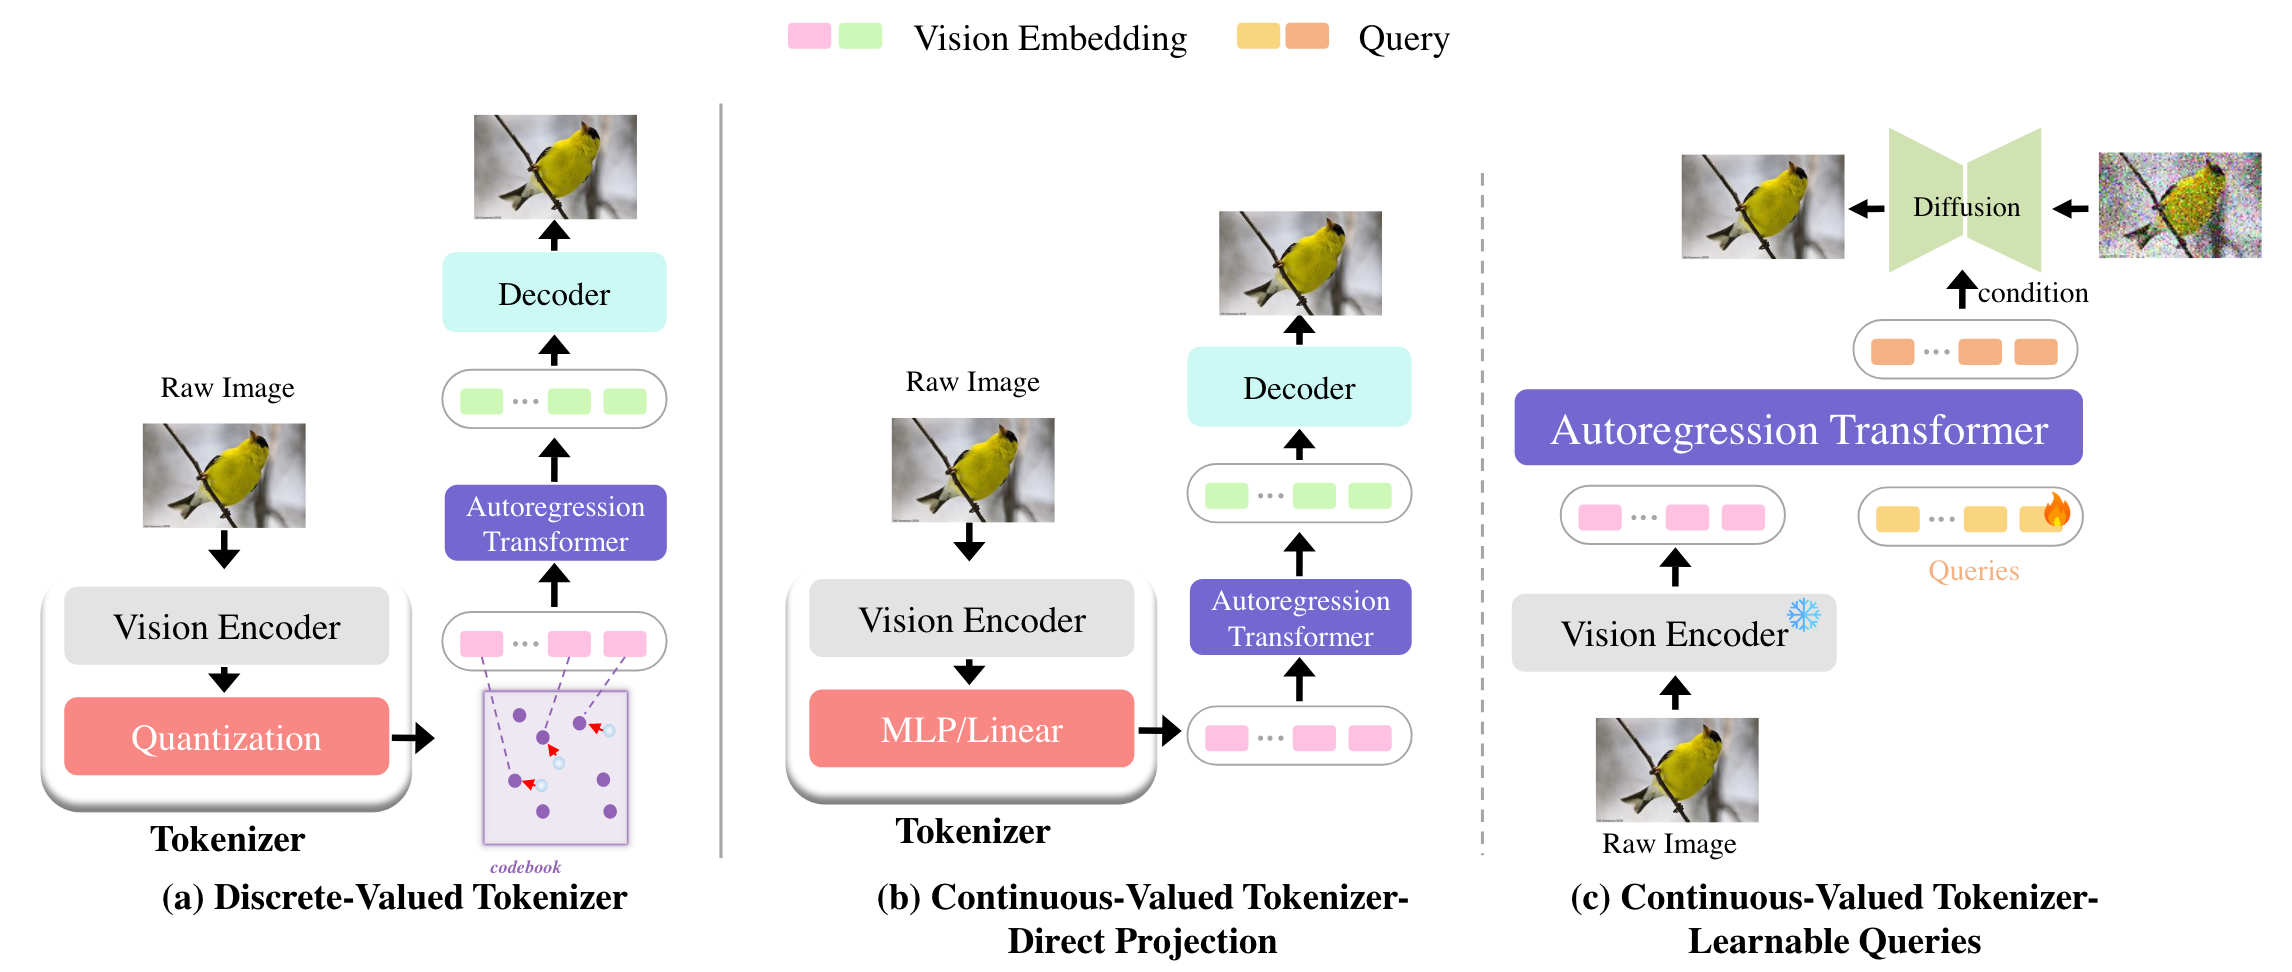 Vision Embedding
Query
Raw Image
Vision Encoder
Quantization
Tokenizer
Decoder
Autoregression
Transformer
codebook
(a) Discrete-Valued Tokenizer
Raw Image
Vision Encoder
MLP/Linear
Tokenizer
Decoder
Autoregression
Transformer
(b) Continuous-Valued Tokenizer-
Direct Projection
Diffusion
condition
Autoregression Transformer
Queries
Vision Encoder
Raw Image
(c) Continuous-Valued Tokenizer-
Learnable Queries